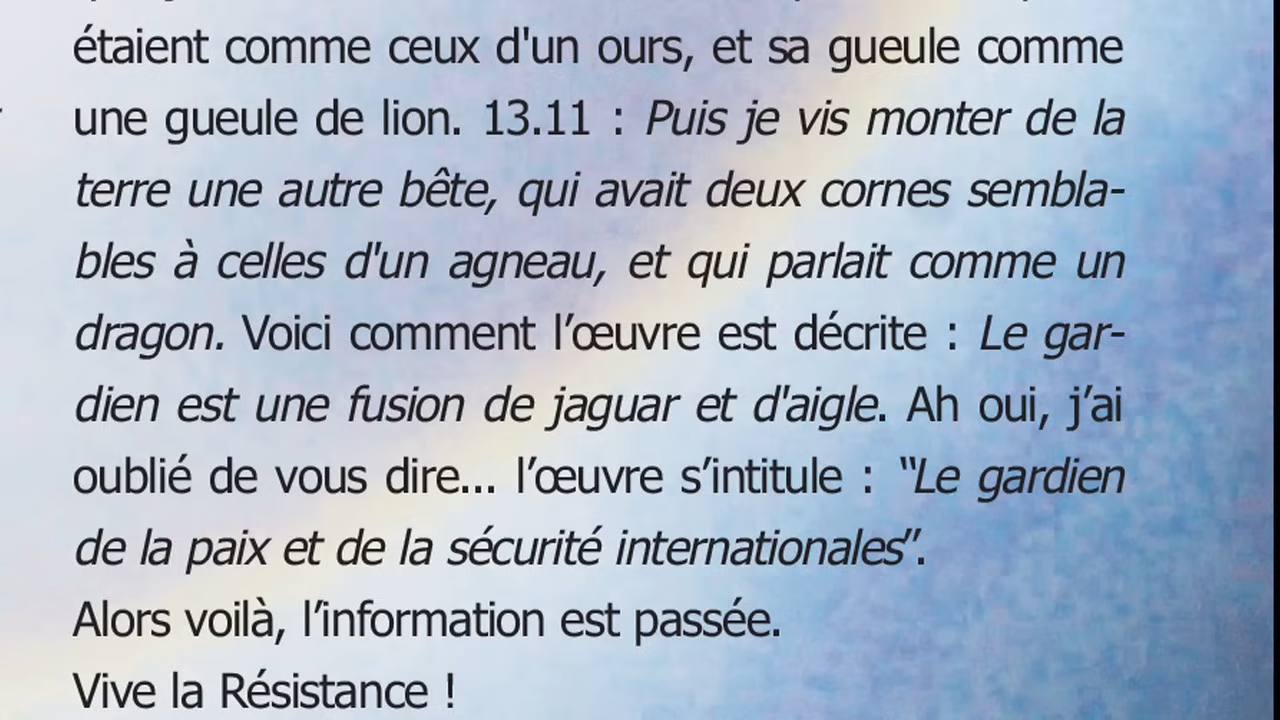 étaient comme ceux d'un ours, et sa gueule comme
une gueule de lion. 13.11 : Puis je vis monter de la
terre une autre bête, qui avait deux cornes sembla-
bles à celles d'un agneau, et qui parlait comme un
dragon. Voici comment l’œuvre est décrite : Le gar-
dien est une fusion de jaguar et d'aigle. Ah oui, j’ai
oublié de vous dire... l’œuvre s’intitule : “Le gardien
de la paix et de la sécurité internationales”.
Alors voilà, l’information est passée.
Vive la Résistance !